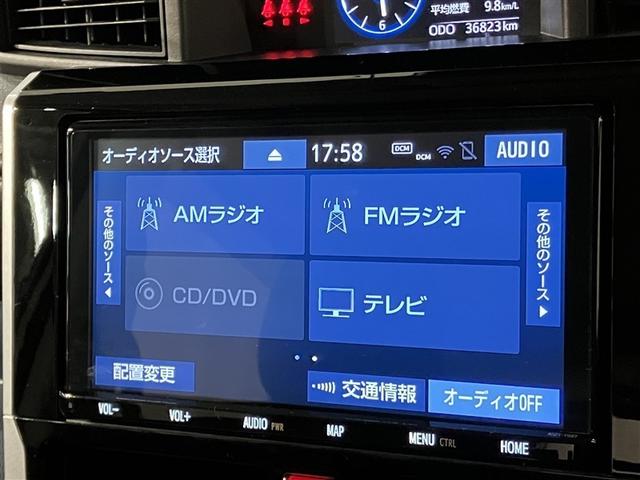 平均燃費 9.8km/L
6
ODO 36823km
オーディオソース選択 17:58 DCM DCM AUDIO
その他のソース
AMラジオ
FMラジオ
その他のソース
CD/DVD
テレビ
配置変更
交通情報
オーディオOFF
VOL-
VOL+
AUDIO PWR
MAP
MENU CTRL
HOME